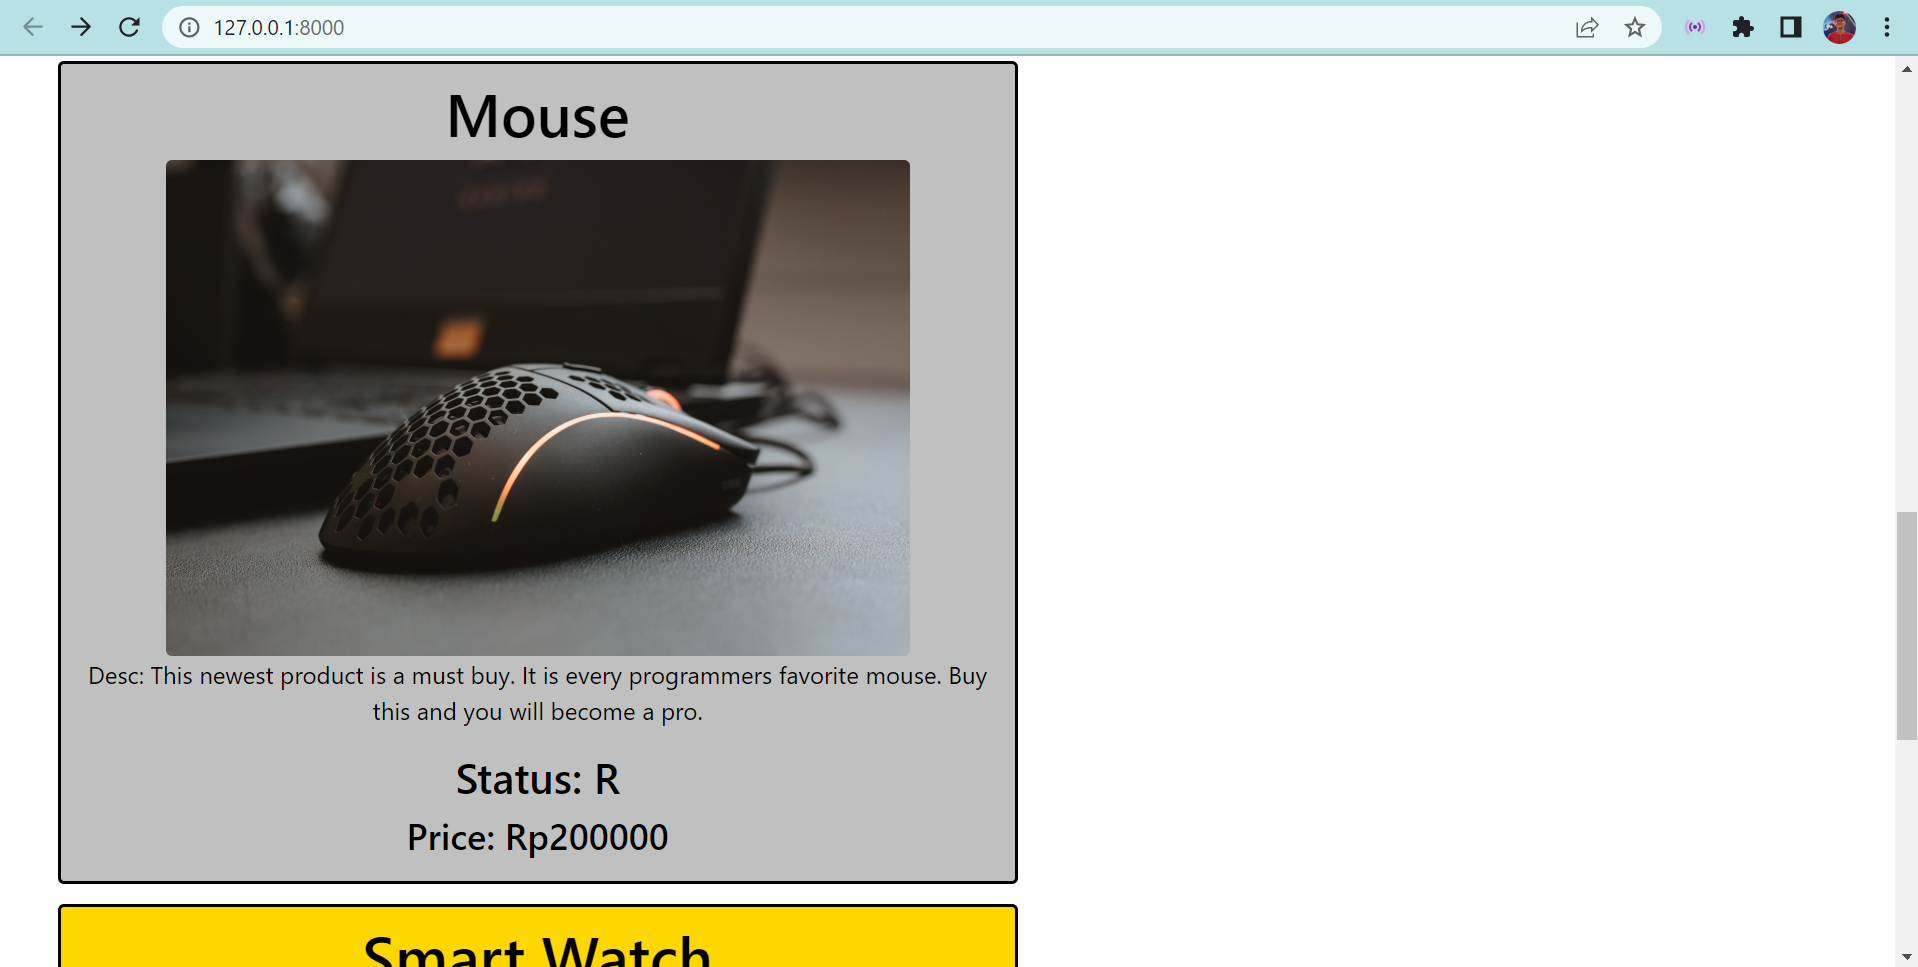 127.0.0.1:8000
Mouse
Desc: This newest product is a must buy. It is every programmers favorite mouse. Buy
this and you will become a pro.
Status: R
Price: Rp200000
Smart Watch